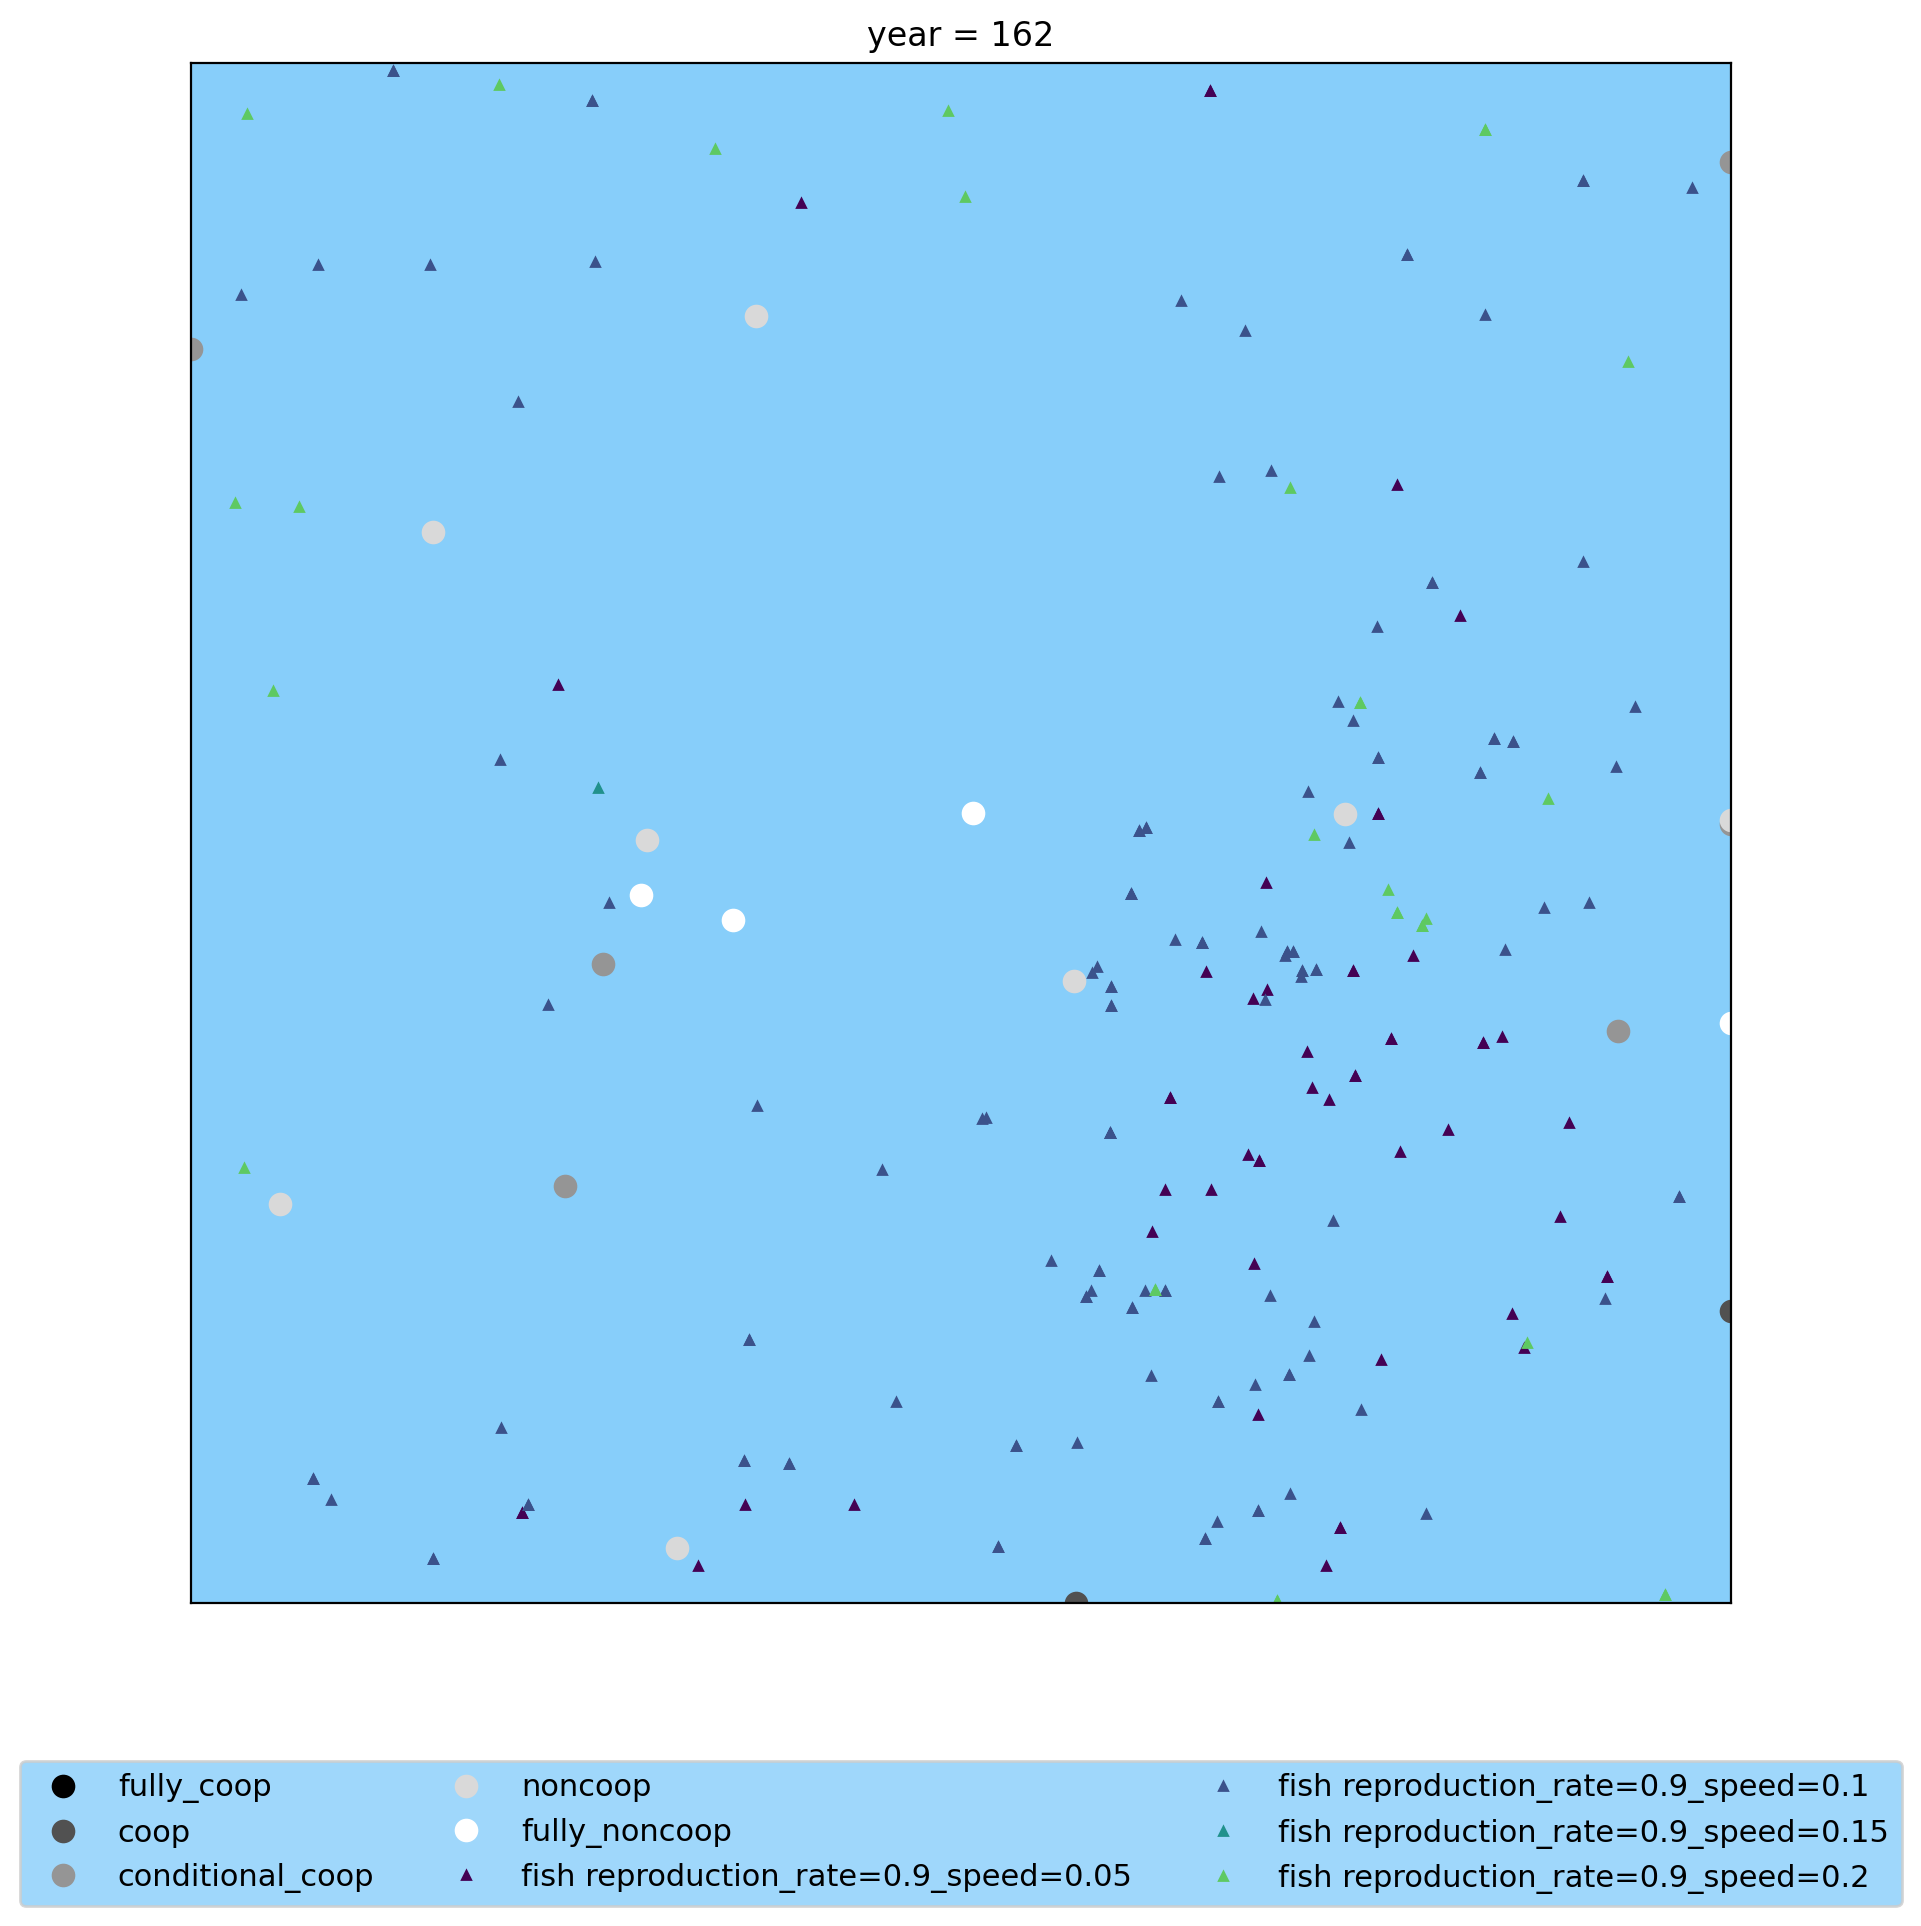 year = 162
fully_coop
coop
conditional_coop
noncoop
fully_noncoop
fish reproduction_rate=0.9_speed=0.05
fish reproduction_rate=0.9_speed=0.1
fish reproduction_rate=0.9_speed=0.15
fish reproduction_rate=0.9_speed=0.2